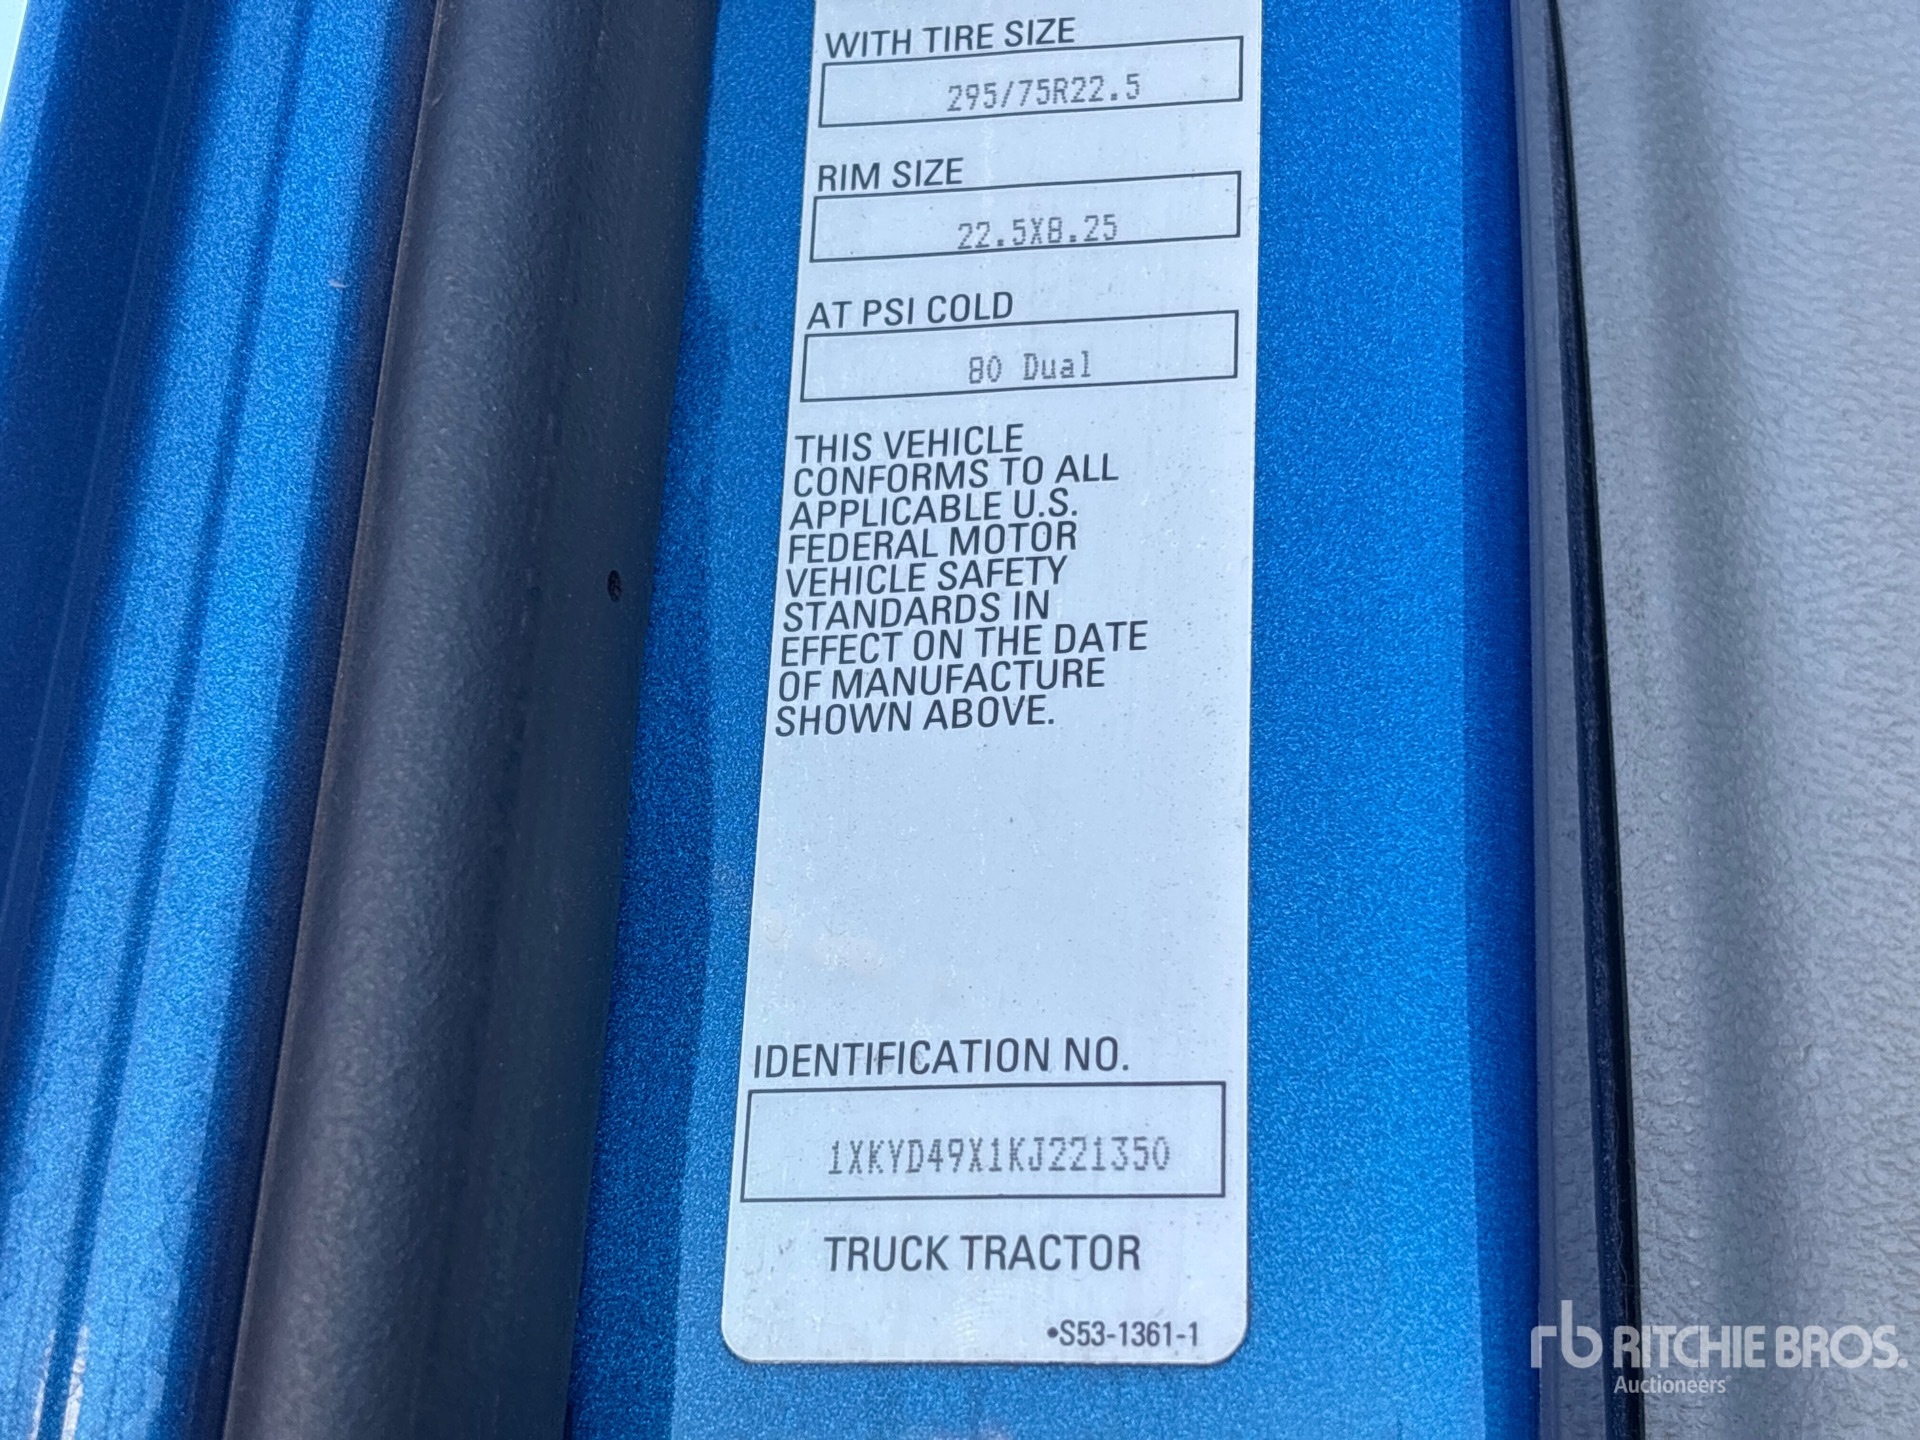 WITH TIRE SIZE
295/75R22.5
RIM SIZE
22.5X8.25
AT PSI COLD
80 Dual
THIS VEHICLE
CONFORMS TO ALL
APPLICABLE U.S.
FEDERAL MOTOR
VEHICLE SAFETY
STANDARDS IN
EFFECT ON THE DATE
OF MANUFACTURE
SHOWN ABOVE.
IDENTIFICATION NO.
1XKYD49X1KJ221350
TRUCK TRACTOR
•S53-1361-1
rb RITCHIE BROS.
Auctioneers